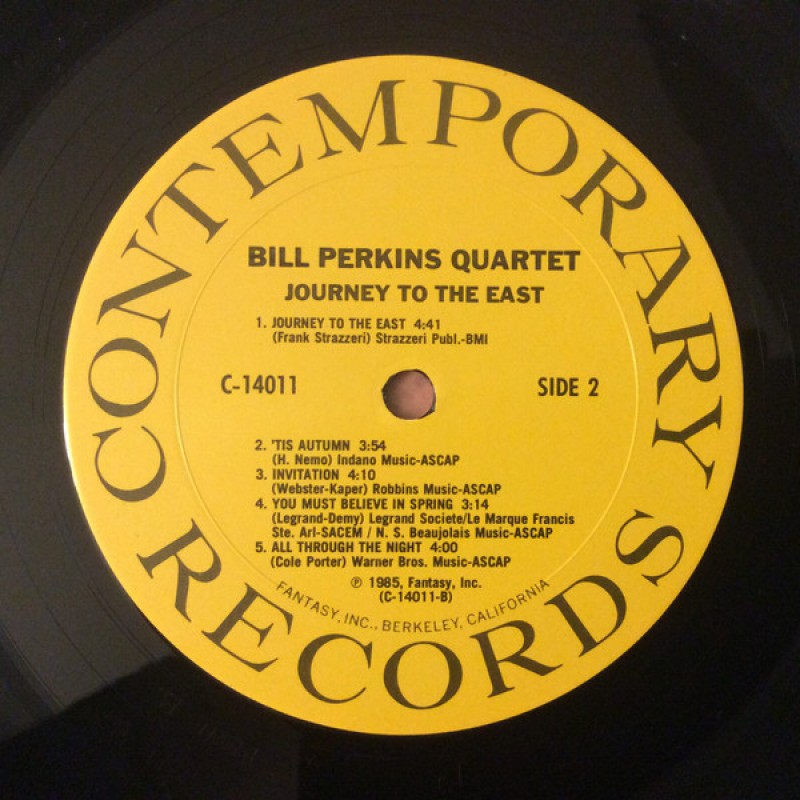 CONTEMPORARY
BILL PERKINS QUARTET
JOURNEY TO THE EAST
1. JOURNEY TO THE EAST 4:41
(Frank Strazzeri) Strazzeri Publ.-BMI
C-14011
SIDE 2
2. 'TIS AUTUMN 3:54
(H. Nemo) Indano Music-ASCAP
3. INVITATION 4:10
(Webster-Kaper) Robbins Music-ASCAP
4. YOU MUST BELIEVE IN SPRING 3:14
(Legrand-Demy) Legrand Societe/Le Marque Francis
Ste. Arl-SACEM / N. S. Beaujolais Music-ASCAP
5. ALL THROUGH THE NIGHT 4:00
(Cole Porter) Warner Bros. Music-ASCAP
℗ 1985, Fantasy, Inc.
(C-14011-B)
FANTASY, INC., BERKELEY, CALIFORNIA
RECORDS